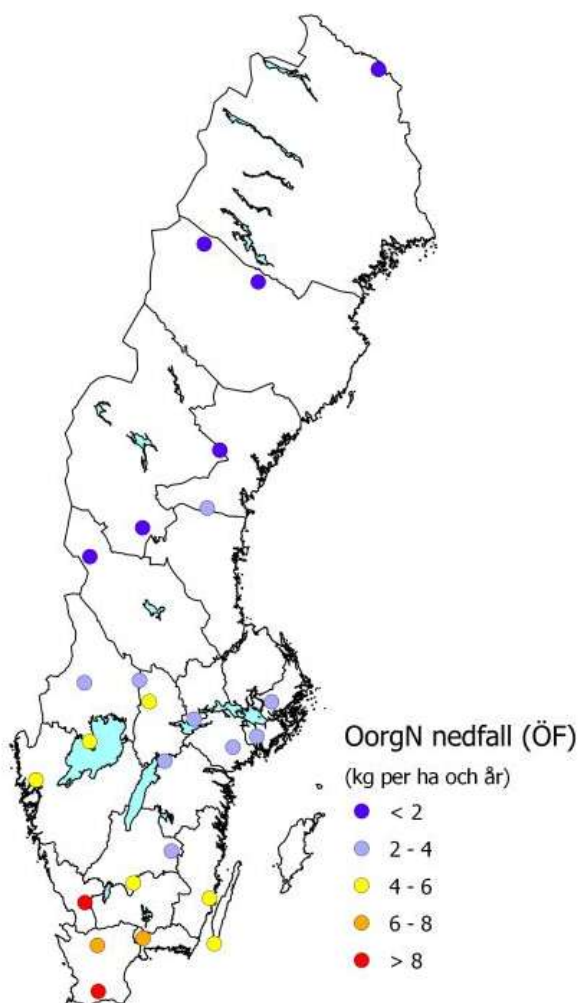 OorgN nedfall (ÖF)
(kg per ha och år)
< 2
2 - 4
4 - 6
6 - 8
> 8